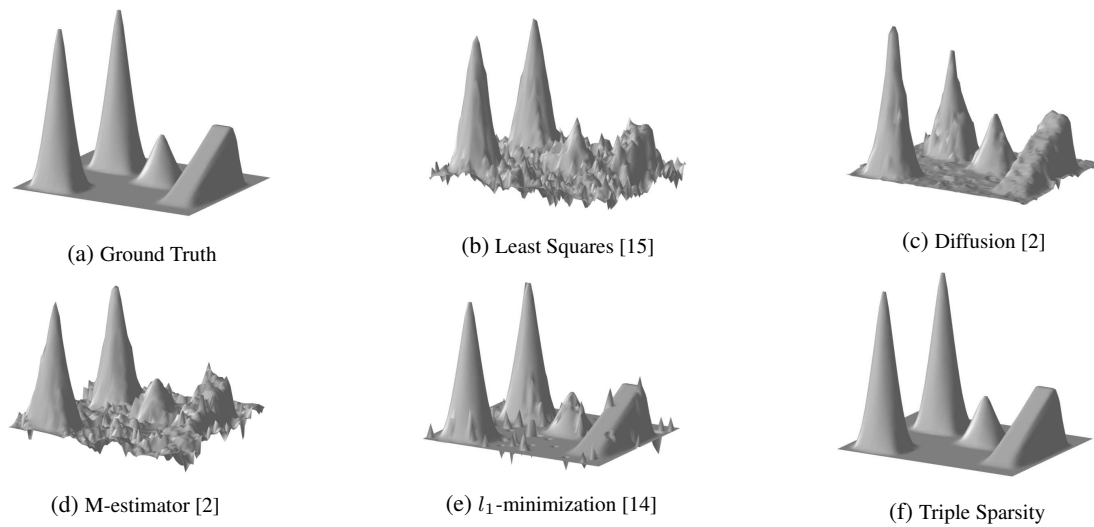 (a) Ground Truth
(b) Least Squares [15]
(c) Diffusion [2]
(d) M-estimator [2]
(e) l₁-minimization [14]
(f) Triple Sparsity